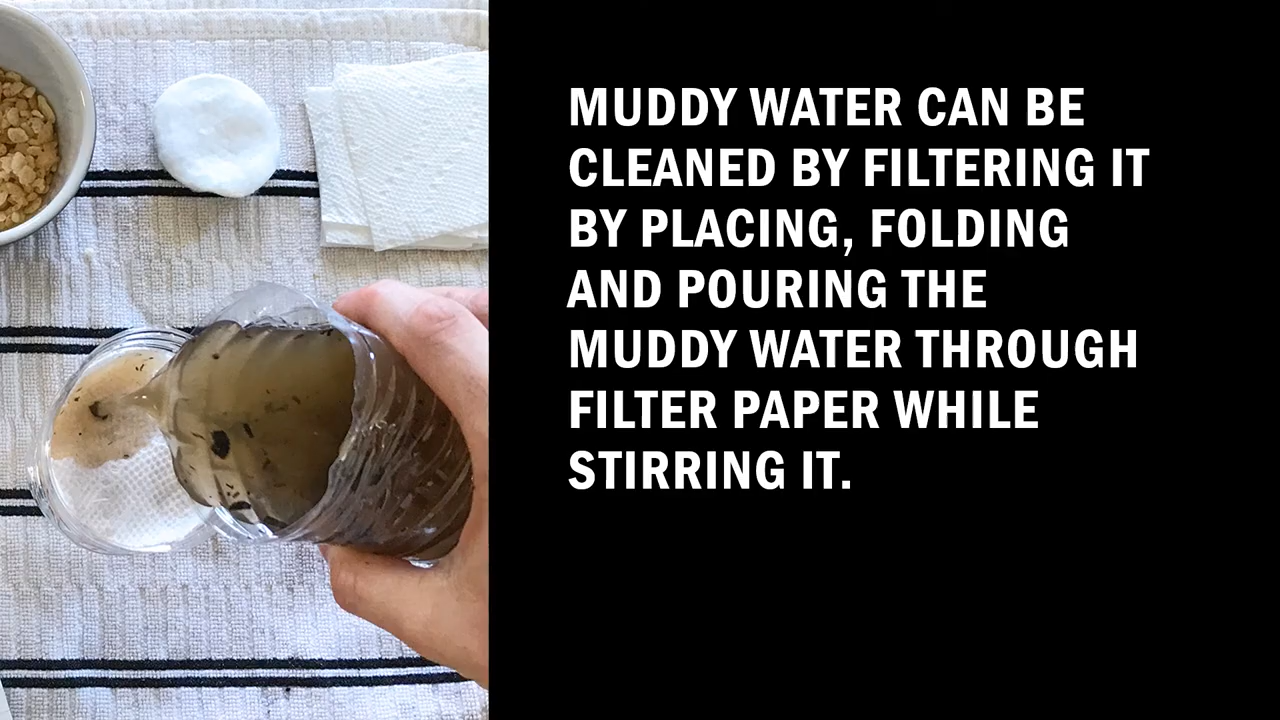 MUDDY WATER CAN BE
CLEANED BY FILTERING IT
BY PLACING, FOLDING
AND POURING THE
MUDDY WATER THROUGH
FILTER PAPER WHILE
STIRRING IT.